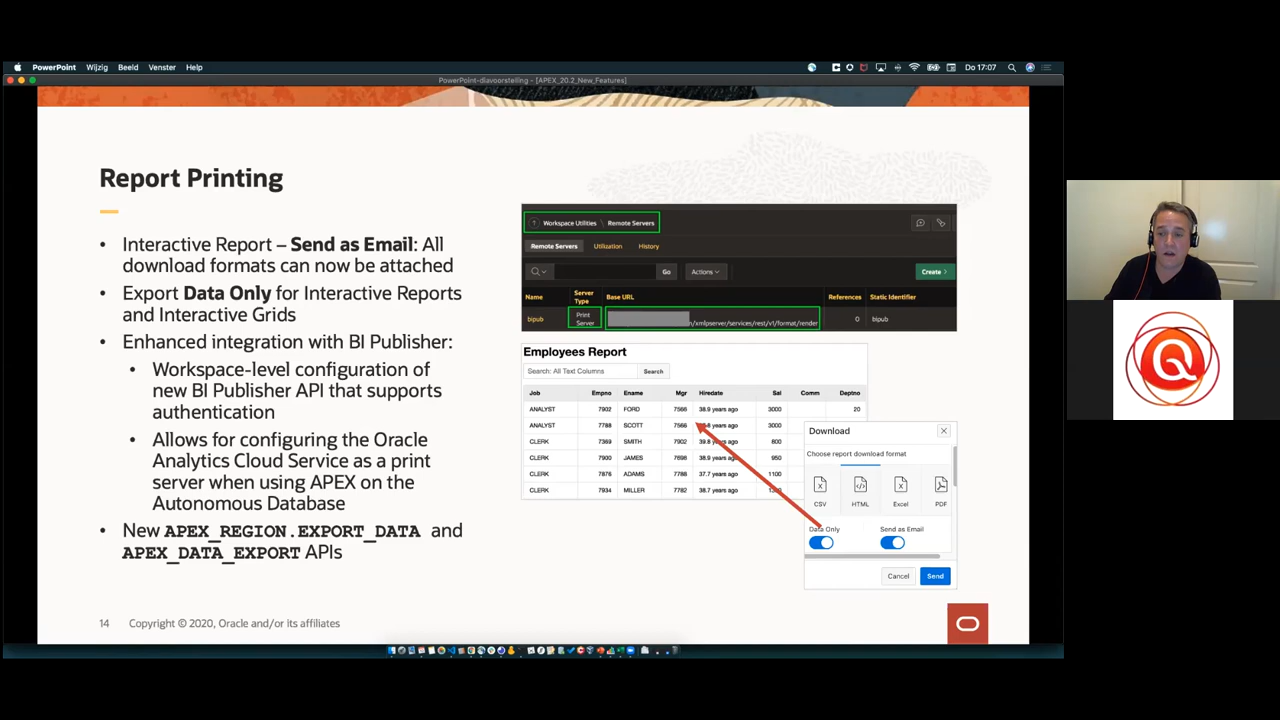 PowerPoint Wijzig Beeld Venster Help Do 17:07
PowerPoint-diavoorstelling - [APEX_20.2_New_Features]
Report Printing
• Interactive Report – Send as Email: All
download formats can now be attached
• Export Data Only for Interactive Reports
and Interactive Grids
• Enhanced integration with BI Publisher:
• Workspace-level configuration of
new BI Publisher API that supports
authentication
• Allows for configuring the Oracle
Analytics Cloud Service as a print
server when using APEX on the
Autonomous Database
• New APEX_REGION.EXPORT_DATA and
APEX_DATA_EXPORT APIs
Workspace Utilities \ Remote Servers
Remote Servers Utilization History
Go Actions Create
Name Server Type Base URL References Static Identifier
bipub Print Server /xmlpserver/services/rest/v1/format/render 0 bipub
Employees Report
Search: All Text Columns Search
Job Empno Ename Mgr Hiredate Sal Comm Deptno
ANALYST 7902 FORD 7566 38.9 years ago 3000 20
ANALYST 7788 SCOTT 7566 years ago 3000
CLERK 7369 SMITH 7902 years ago 800
CLERK 7900 JAMES 7698 38.9 years ago 950
CLERK 7876 ADAMS 7788 37.7 years ago 1100
CLERK 7934 MILLER 7782 38.7 years ago
Download
Choose report download format
CSV HTML Excel PDF
Data Only Send as Email
Cancel Send
14 Copyright © 2020, Oracle and/or its affiliates
Q